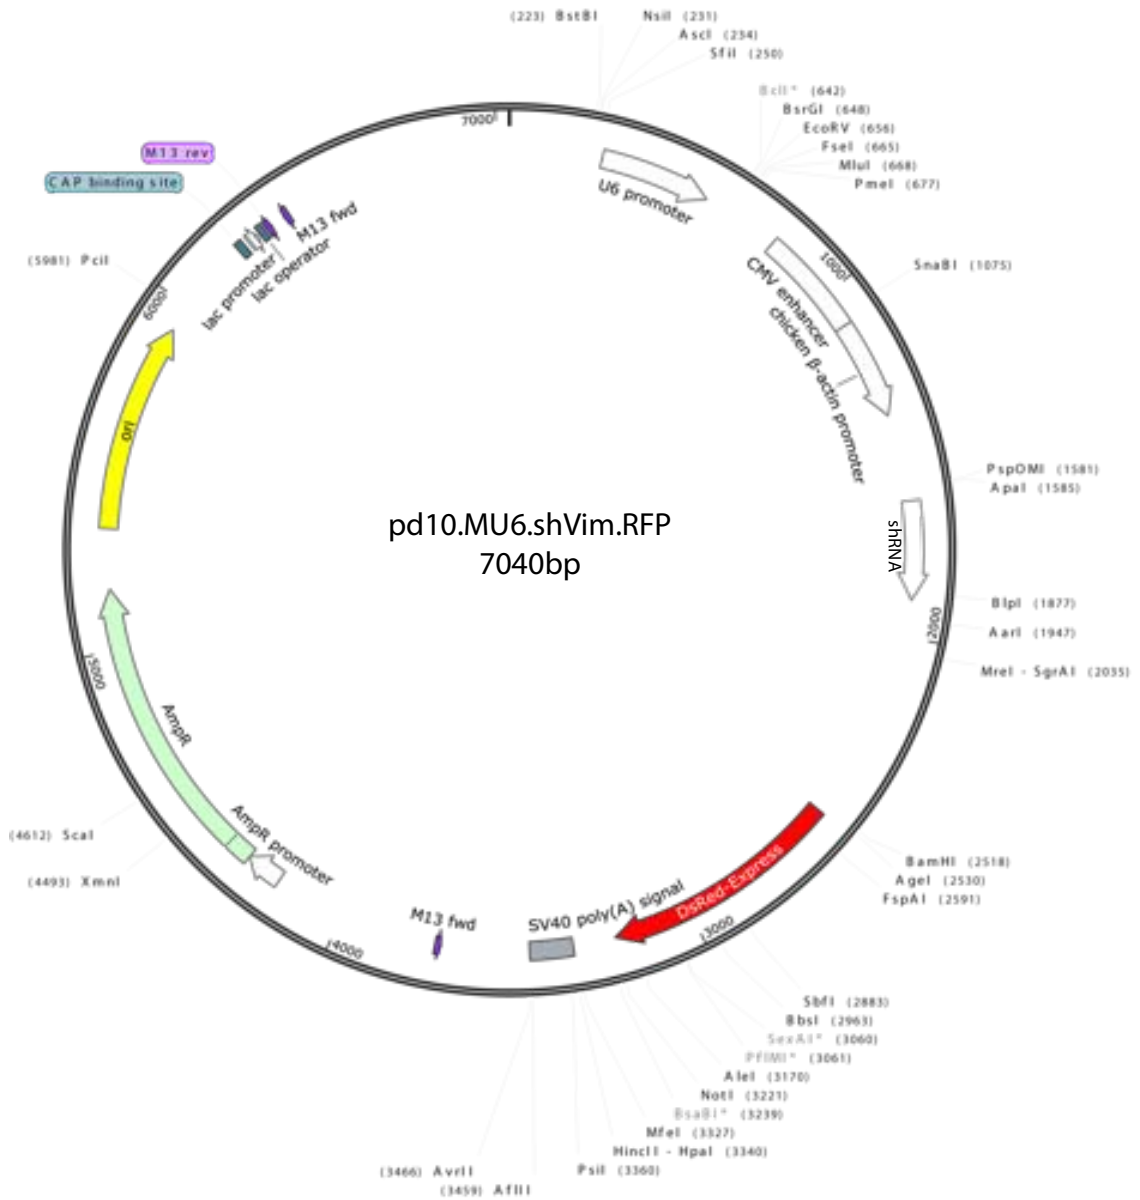 (223) BstBI
NsiI (231)
AscI (234)
SfiI (250)
BclI* (642)
BsrGI (648)
EcoRV (656)
FseI (665)
MluI (668)
PmeI (677)
7000
M13 rev
CAP binding site
U6 promoter
M13 fwd
lac promoter
lac operator
(5981) PciI
6000
1000
SnaBI (1075)
CMV enhancer
chicken β-actin promoter
ori
PspOMI (1581)
ApaI (1585)
pd10.MU6.shVim.RFP
7040bp
shRNA
BlpI (1877)
AarI (1947)
2000
MreI - SgrAI (2035)
5000
AmpR
AmpR promoter
(4612) ScaI
(4493) XmnI
DsRed-Express
BamHI (2518)
AgeI (2530)
FspAI (2591)
SV40 poly(A) signal
M13 fwd
3000
4000
SbfI (2883)
BbsI (2963)
SexAI* (3060)
PflMI* (3061)
AleI (3170)
NotI (3221)
BsaBI* (3239)
MfeI (3327)
HincII - HpaI (3340)
PsiI (3360)
(3466) AvrII
(3459) AflII